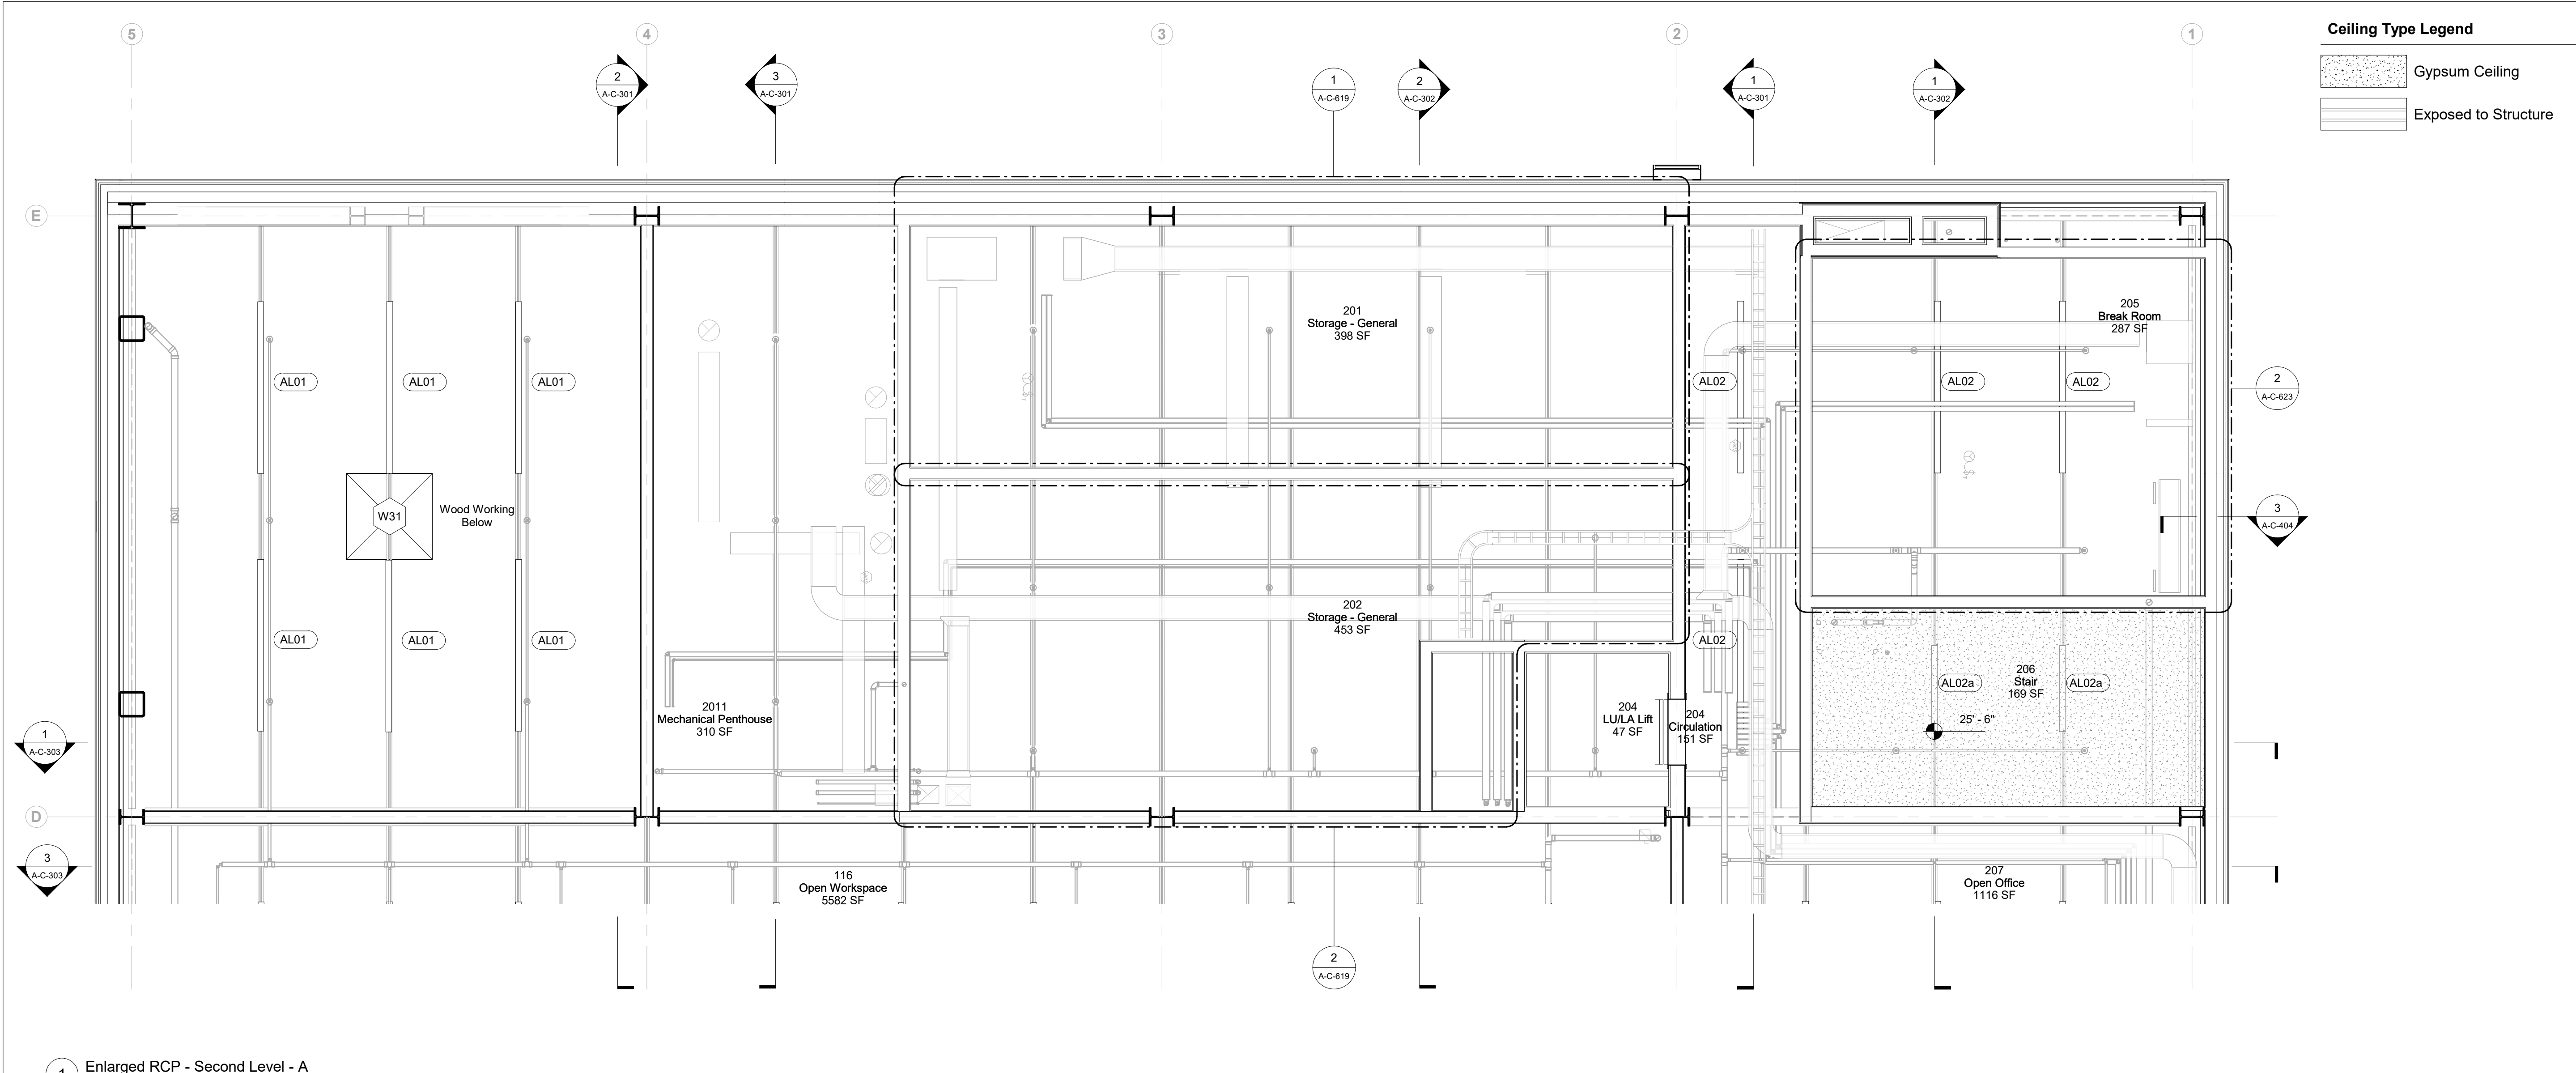 Ceiling Type Legend
Gypsum Ceiling
Exposed to Structure
5
4
3
2
1
2
A-C-301
3
A-C-301
1
A-C-619
2
A-C-302
1
A-C-301
1
A-C-302
E
201
Storage - General
398 SF
205
Break Room
287 SF
AL01
AL01
AL01
AL02
AL02
AL02
2
A-C-623
W31
Wood Working
Below
3
A-C-404
202
Storage - General
453 SF
AL01
AL01
AL01
AL02
206
Stair
169 SF
AL02a
AL02a
25' - 6"
2011
Mechanical Penthouse
310 SF
204
LU/LA Lift
47 SF
204
Circulation
151 SF
1
A-C-303
D
3
A-C-303
116
Open Workspace
5582 SF
207
Open Office
1116 SF
2
A-C-619
1
Enlarged RCP - Second Level - A